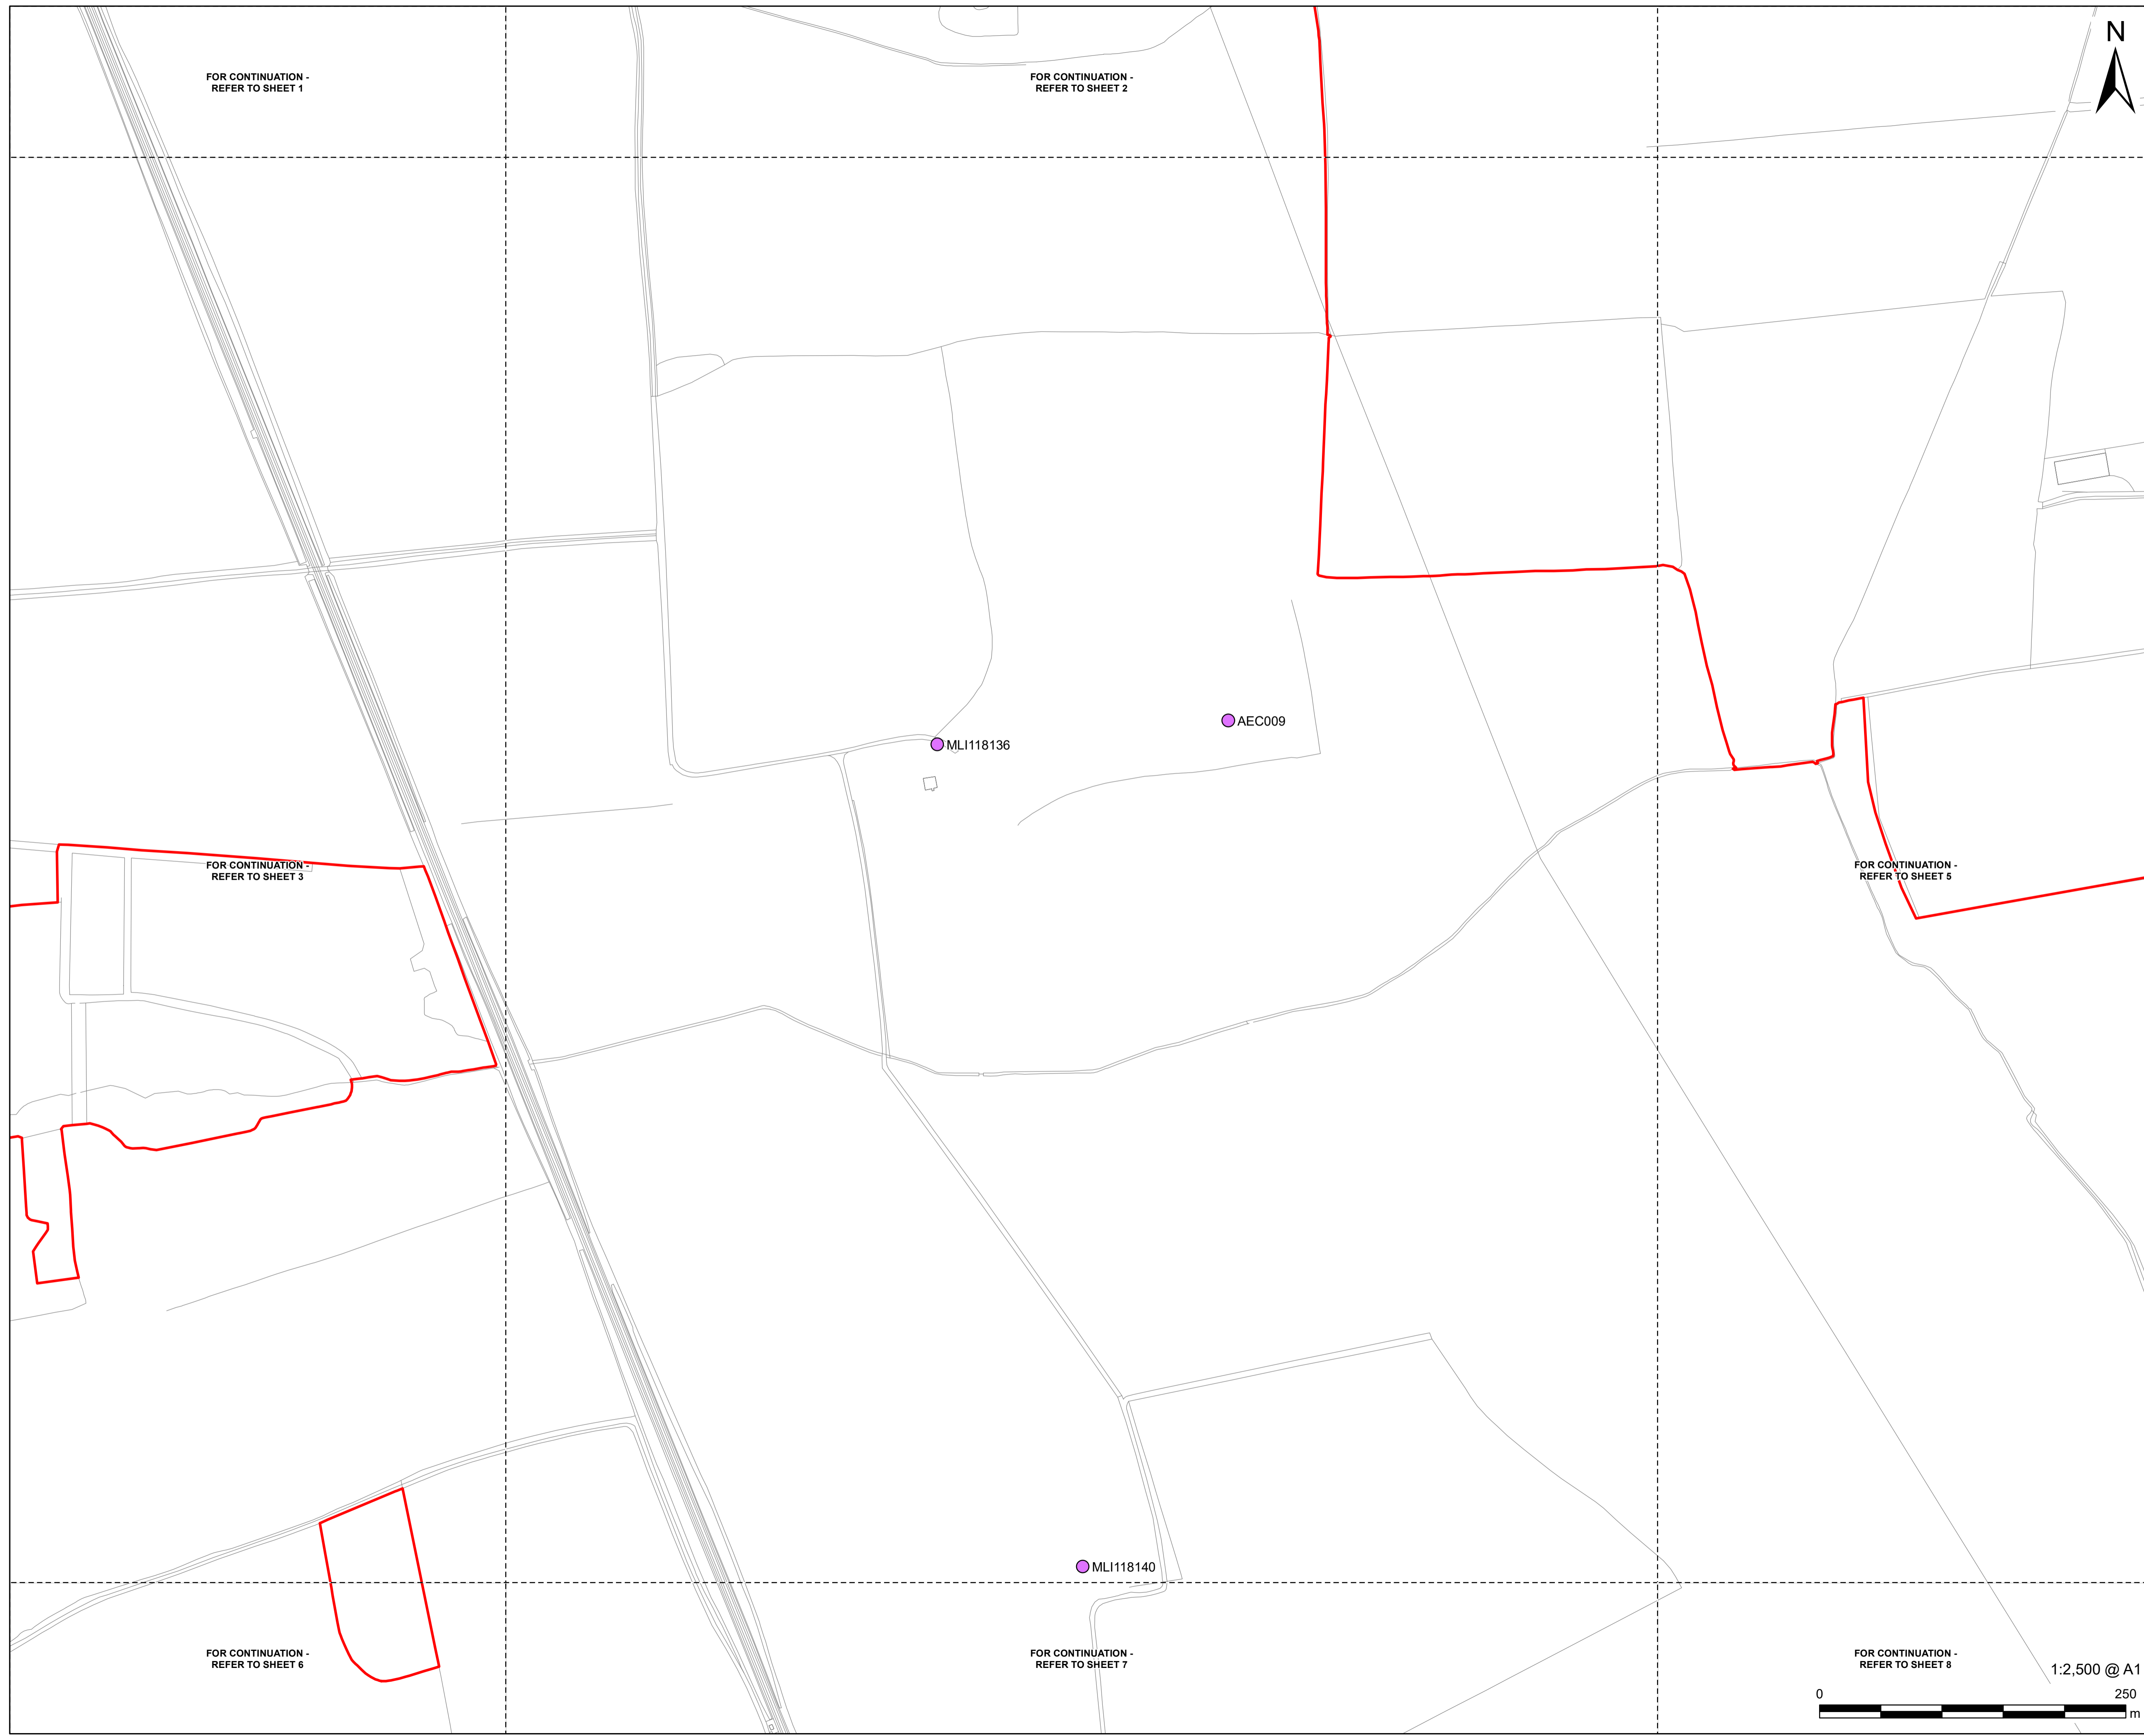 N
FOR CONTINUATION -
REFER TO SHEET 1
FOR CONTINUATION -
REFER TO SHEET 2
AEC009
MLI118136
FOR CONTINUATION -
REFER TO SHEET 3
FOR CONTINUATION -
REFER TO SHEET 5
MLI118140
FOR CONTINUATION -
REFER TO SHEET 6
FOR CONTINUATION -
REFER TO SHEET 7
FOR CONTINUATION -
REFER TO SHEET 8
1:2,500 @ A1
0 250
m